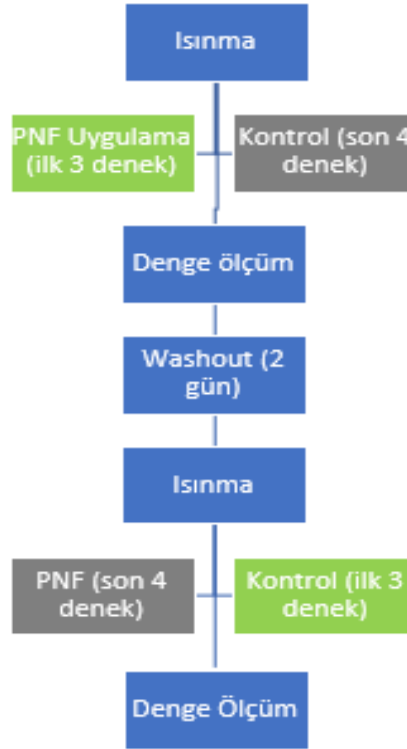 Isınma
PNF Uygulama
(ilk 3 denek)
Kontrol (son 4
denek)
Denge ölçüm
Washout (2
gün)
Isınma
PNF (son 4
denek)
Kontrol (ilk 3
denek)
Denge Ölçüm